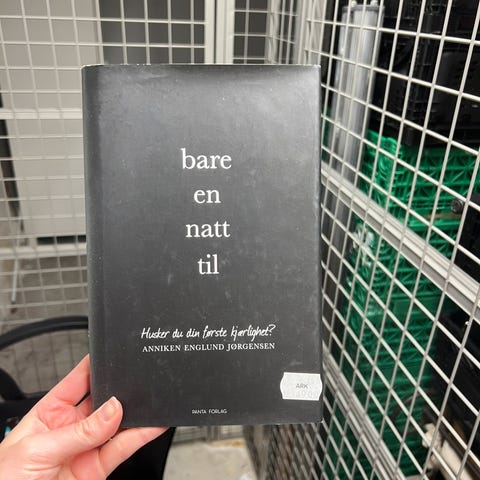 bare
en
natt
til
Husker du din første kjærlighet?
ANNIKEN ENGLUND JØRGENSEN
ARK
PANTA FORLAG